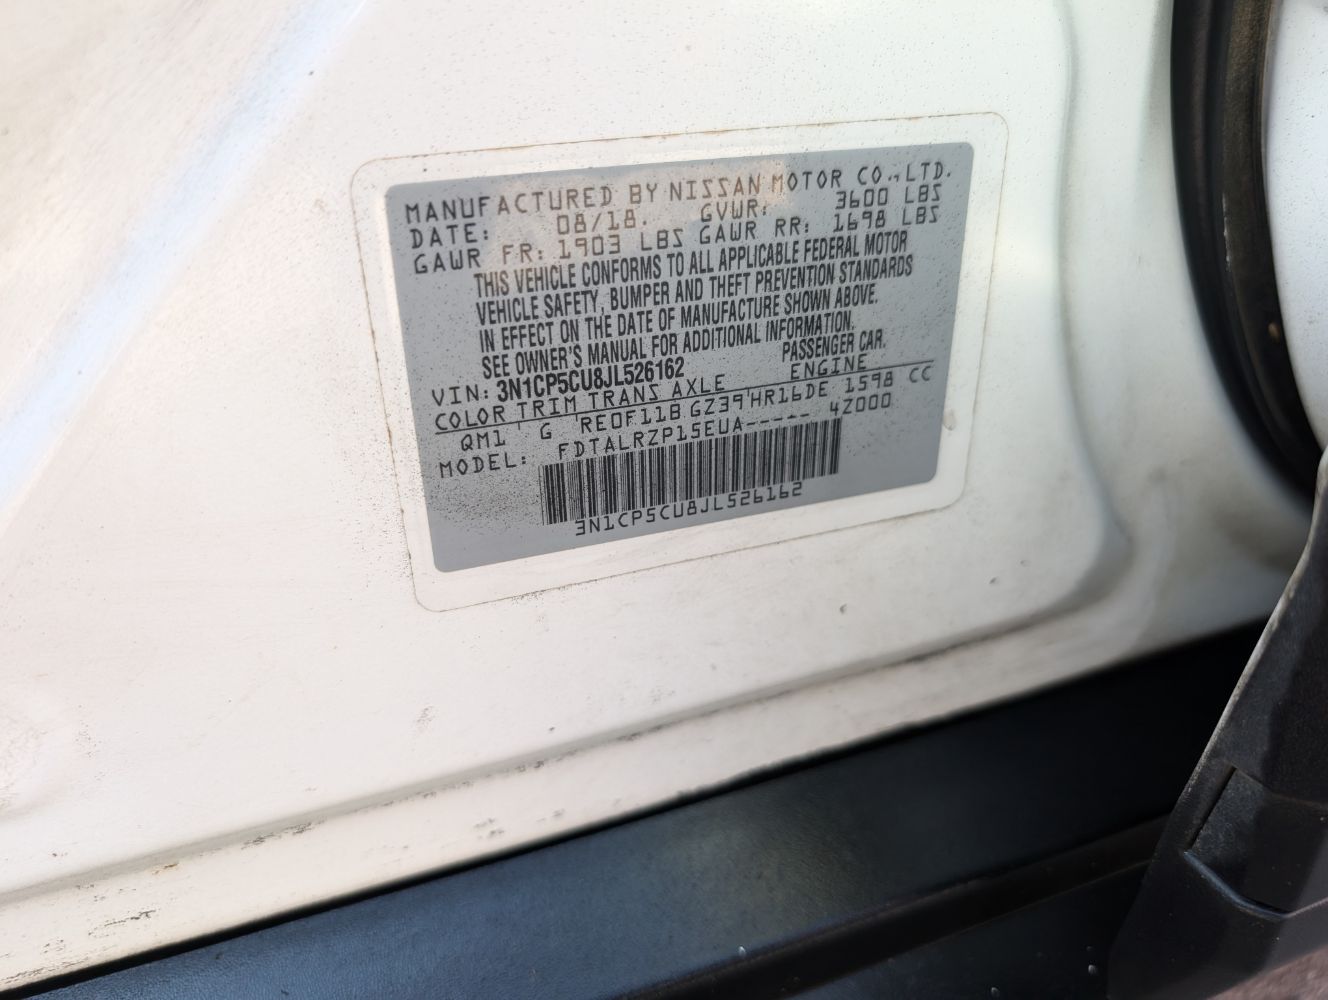 MANUFACTURED BY NISSAN MOTOR CO.,LTD.
DATE: 08/18. GVWR: 3600 LBS
GAWR FR: 1903 LBS GAWR RR: 1698 LBS
THIS VEHICLE CONFORMS TO ALL APPLICABLE FEDERAL MOTOR
VEHICLE SAFETY, BUMPER AND THEFT PREVENTION STANDARDS
IN EFFECT ON THE DATE OF MANUFACTURE SHOWN ABOVE.
SEE OWNER'S MANUAL FOR ADDITIONAL INFORMATION.
VIN: 3N1CP5CU8JL526162 PASSENGER CAR.
COLOR TRIM TRANS AXLE ENGINE
QM1 ' G 'RE0F11B GZ39'HR16DE 1598 CC
MODEL: FDTALRZP15EUA----- 4Z000
3N1CP5CU8JL526162